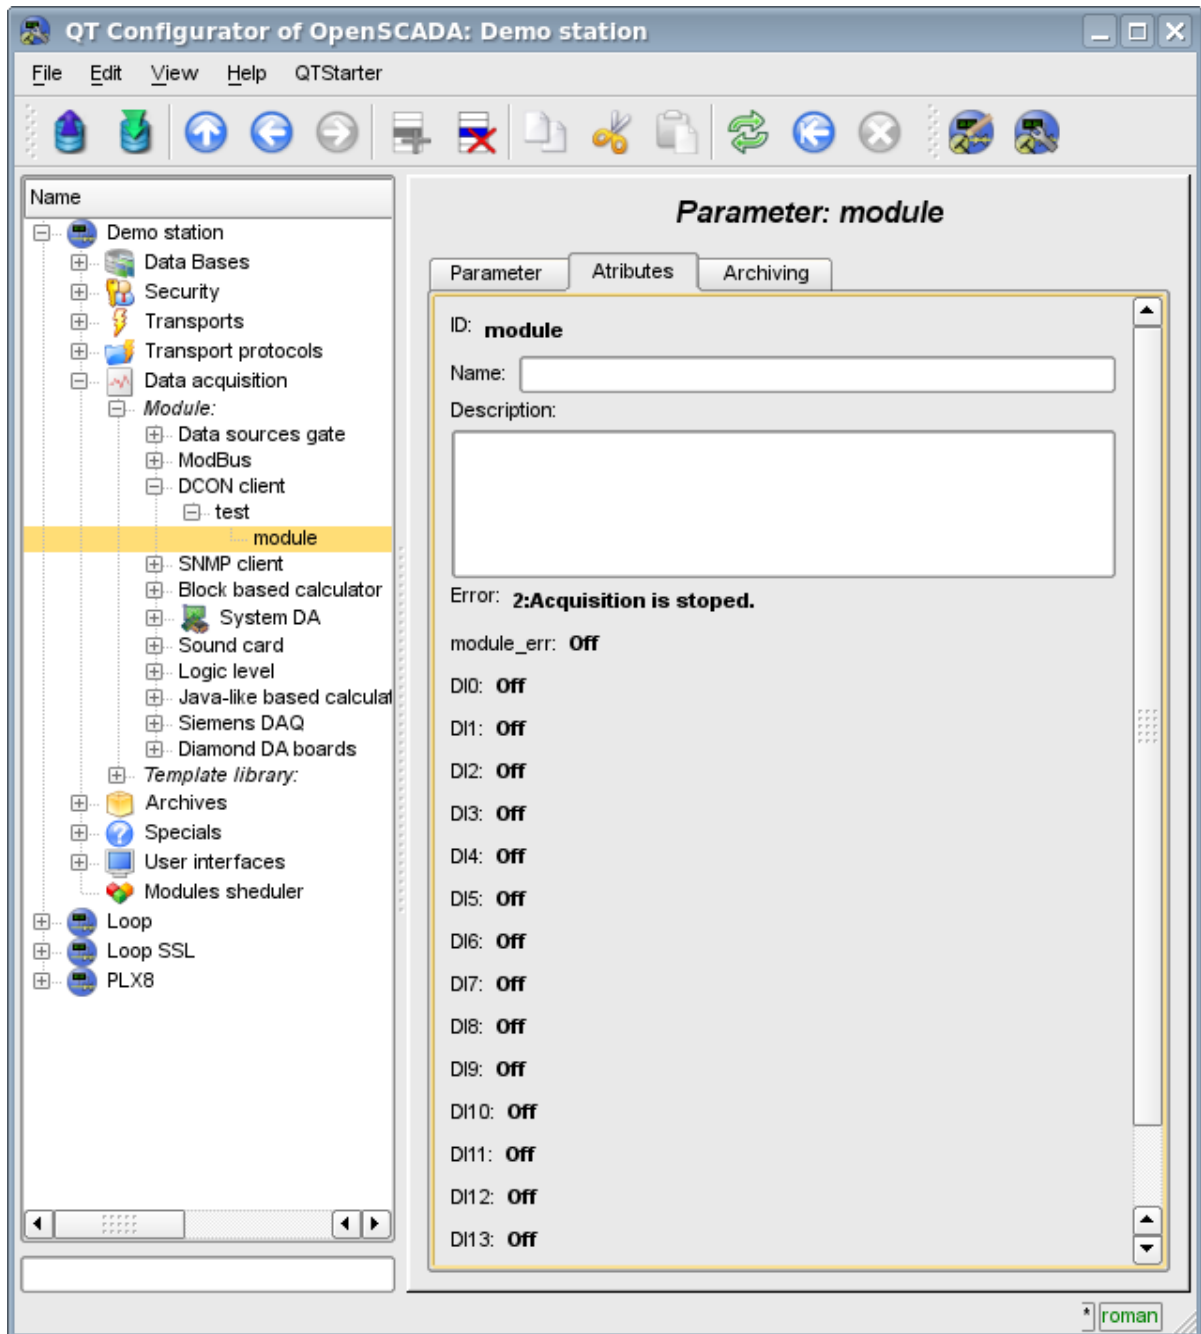 QT Configurator of OpenSCADA: Demo station
File Edit View Help QTStarter
Name
Demo station
Data Bases
Security
Transports
Transport protocols
Data acquisition
Module:
Data sources gate
ModBus
DCON client
test
module
SNMP client
Block based calculator
System DA
Sound card
Logic level
Java-like based calculat
Siemens DAQ
Diamond DA boards
Template library:
Archives
Specials
User interfaces
Modules sheduler
Loop
Loop SSL
PLX8
Parameter: module
Parameter Atributes Archiving
ID: module
Name:
Description:
Error: 2:Acquisition is stoped.
module_err: Off
DI0: Off
DI1: Off
DI2: Off
DI3: Off
DI4: Off
DI5: Off
DI6: Off
DI7: Off
DI8: Off
DI9: Off
DI10: Off
DI11: Off
DI12: Off
DI13: Off
* roman